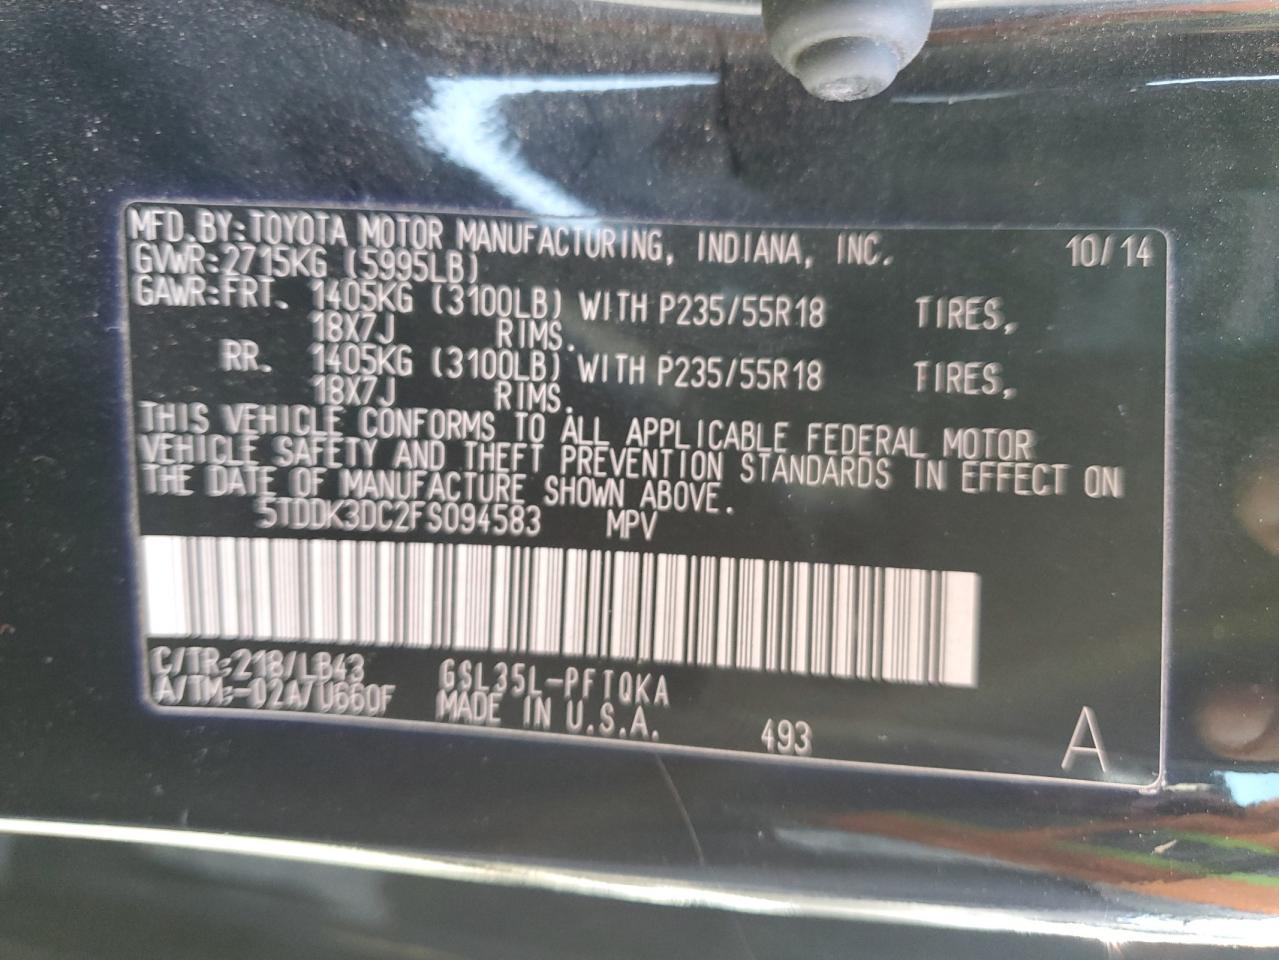 MFD.BY:TOYOTA MOTOR MANUFACTURING, INDIANA, INC. 10/14
GVWR:2715KG (5995LB)
GAWR:FRT. 1405KG (3100LB) WITH P235/55R18 TIRES,
18X7J RIMS.
RR. 1405KG (3100LB) WITH P235/55R18 TIRES,
18X7J RIMS.
THIS VEHICLE CONFORMS TO ALL APPLICABLE FEDERAL MOTOR
VEHICLE SAFETY AND THEFT PREVENTION STANDARDS IN EFFECT ON
THE DATE OF MANUFACTURE SHOWN ABOVE.
5TDDK3DC2FS094583 MPV
C/TR:218/LB43 GSL35L-PFTQKA
A/TM:-02A/U660F MADE IN U.S.A. 493 A